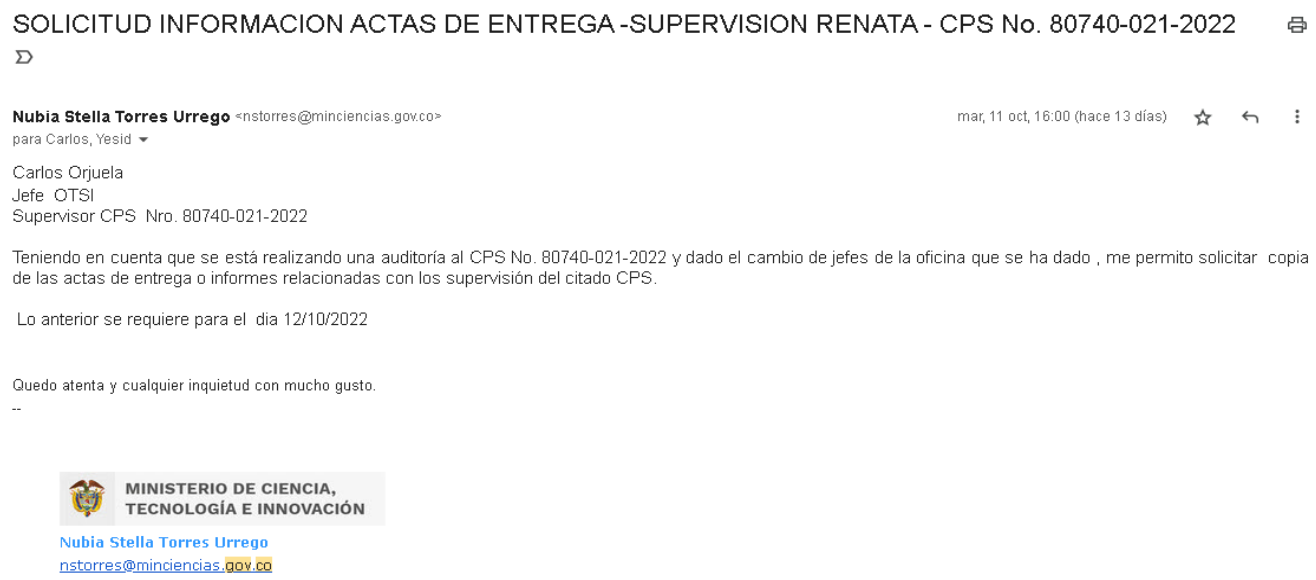 SOLICITUD INFORMACION ACTAS DE ENTREGA -SUPERVISION RENATA - CPS No. 80740-021-2022
Nubia Stella Torres Urrego <nstorres@minciencias.gov.co>
mar, 11 oct, 16:00 (hace 13 días)
para Carlos, Yesid
Carlos Orjuela
Jefe OTSI
Supervisor CPS Nro. 80740-021-2022
Teniendo en cuenta que se está realizando una auditoría al CPS No. 80740-021-2022 y dado el cambio de jefes de la oficina que se ha dado , me permito solicitar copia
de las actas de entrega o informes relacionadas con los supervisión del citado CPS.
Lo anterior se requiere para el dia 12/10/2022
Quedo atenta y cualquier inquietud con mucho gusto.
--
MINISTERIO DE CIENCIA,
TECNOLOGÍA E INNOVACIÓN
Nubia Stella Torres Urrego
nstorres@minciencias.gov.co